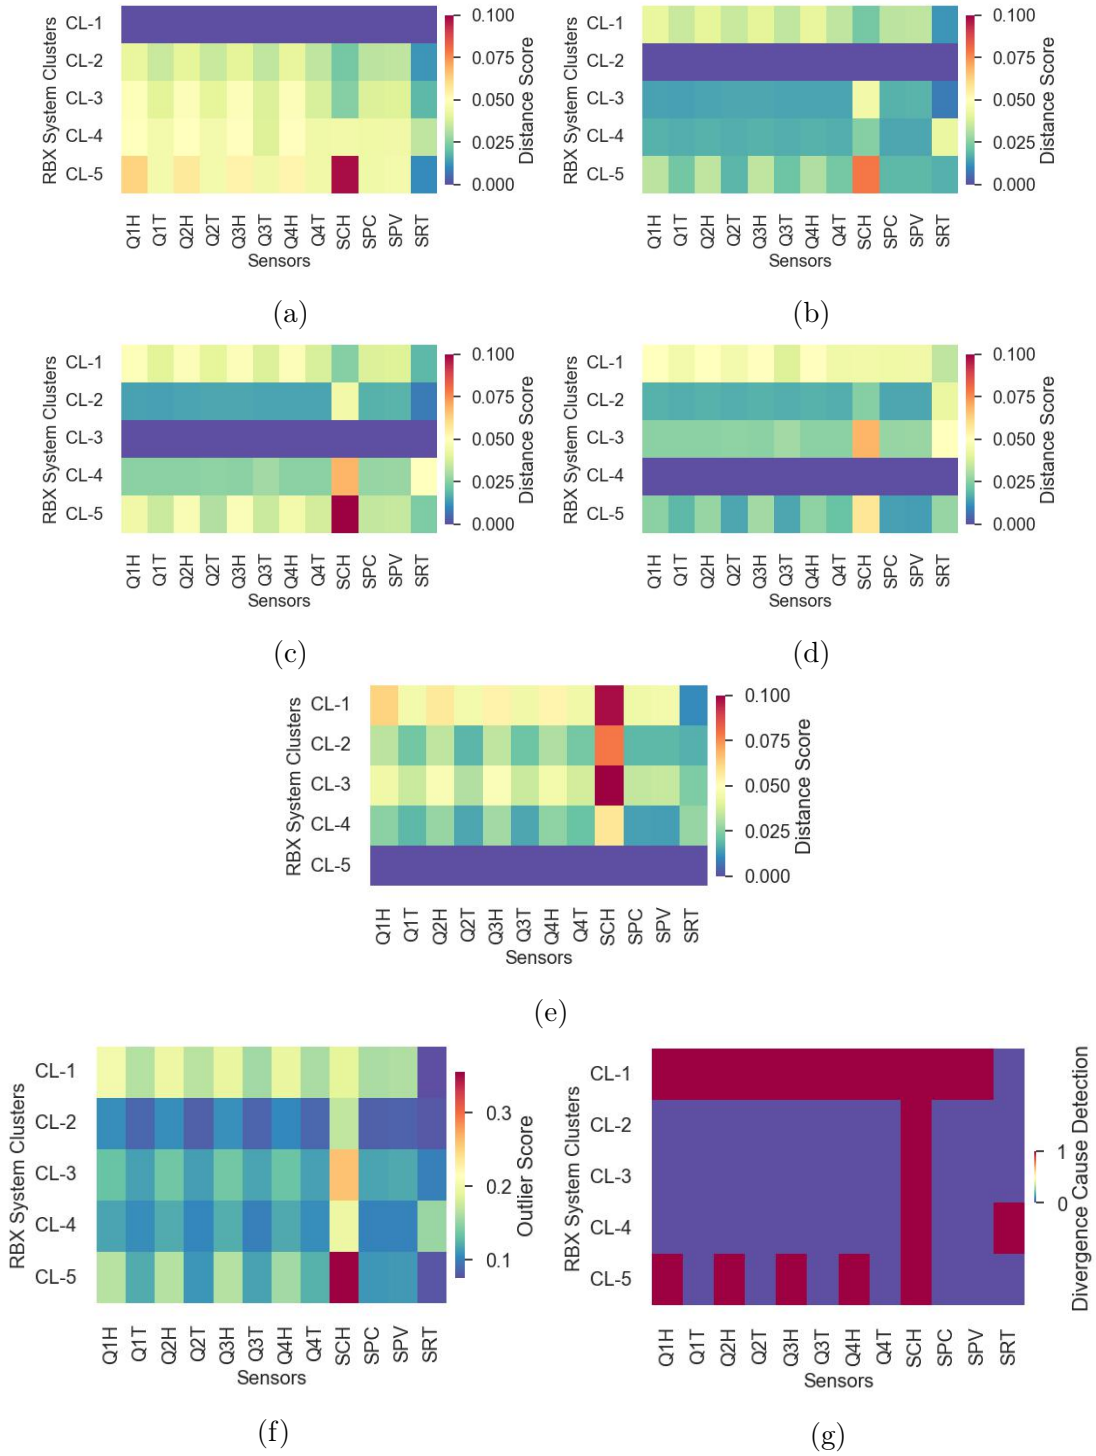 RBX System Clusters
CL-1
CL-2
CL-3
CL-4
CL-5
Q1H Q1T Q2H Q2T Q3H Q3T Q4H Q4T SCH SPC SPV SRT
Sensors
0.100
0.075
0.050
0.025
0.000
Distance Score
(a)
RBX System Clusters
CL-1
CL-2
CL-3
CL-4
CL-5
Q1H Q1T Q2H Q2T Q3H Q3T Q4H Q4T SCH SPC SPV SRT
Sensors
0.100
0.075
0.050
0.025
0.000
Distance Score
(b)
RBX System Clusters
CL-1
CL-2
CL-3
CL-4
CL-5
Q1H Q1T Q2H Q2T Q3H Q3T Q4H Q4T SCH SPC SPV SRT
Sensors
0.100
0.075
0.050
0.025
0.000
Distance Score
(c)
RBX System Clusters
CL-1
CL-2
CL-3
CL-4
CL-5
Q1H Q1T Q2H Q2T Q3H Q3T Q4H Q4T SCH SPC SPV SRT
Sensors
0.100
0.075
0.050
0.025
0.000
Distance Score
(d)
RBX System Clusters
CL-1
CL-2
CL-3
CL-4
CL-5
Q1H Q1T Q2H Q2T Q3H Q3T Q4H Q4T SCH SPC SPV SRT
Sensors
0.100
0.075
0.050
0.025
0.000
Distance Score
(e)
RBX System Clusters
CL-1
CL-2
CL-3
CL-4
CL-5
Q1H Q1T Q2H Q2T Q3H Q3T Q4H Q4T SCH SPC SPV SRT
Sensors
0.3
0.2
0.1
Outlier Score
(f)
RBX System Clusters
CL-1
CL-2
CL-3
CL-4
CL-5
Q1H Q1T Q2H Q2T Q3H Q3T Q4H Q4T SCH SPC SPV SRT
Sensors
1
0
Divergence Cause Detection
(g)